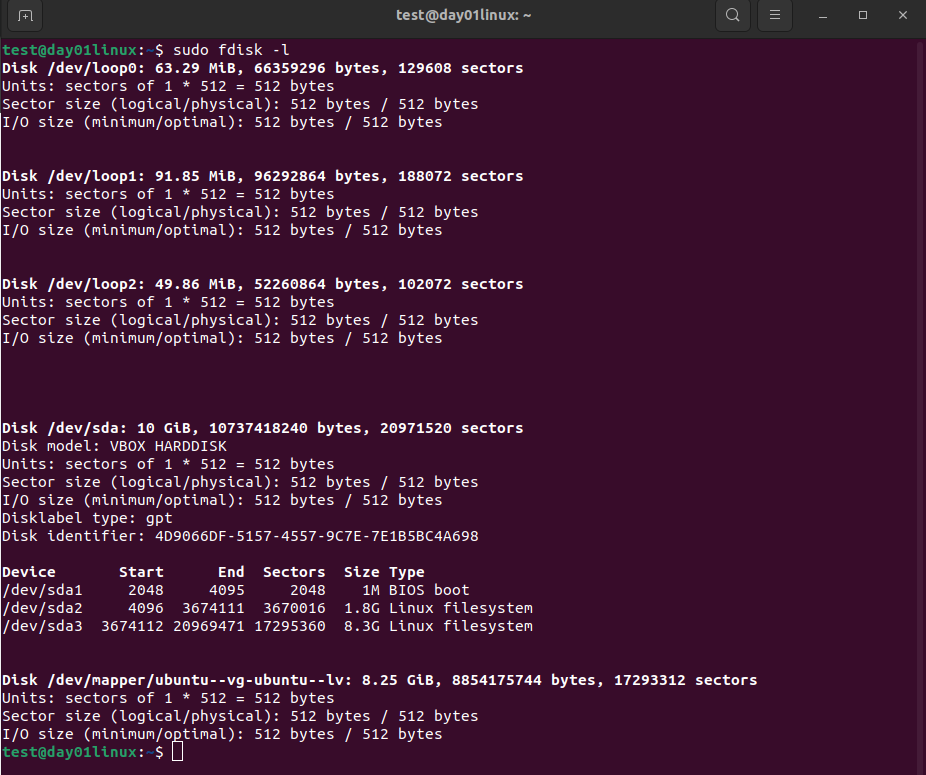 test@day01linux: ~
test@day01linux:~$ sudo fdisk -l
Disk /dev/loop0: 63.29 MiB, 66359296 bytes, 129608 sectors
Units: sectors of 1 * 512 = 512 bytes
Sector size (logical/physical): 512 bytes / 512 bytes
I/O size (minimum/optimal): 512 bytes / 512 bytes
Disk /dev/loop1: 91.85 MiB, 96292864 bytes, 188072 sectors
Units: sectors of 1 * 512 = 512 bytes
Sector size (logical/physical): 512 bytes / 512 bytes
I/O size (minimum/optimal): 512 bytes / 512 bytes
Disk /dev/loop2: 49.86 MiB, 52260864 bytes, 102072 sectors
Units: sectors of 1 * 512 = 512 bytes
Sector size (logical/physical): 512 bytes / 512 bytes
I/O size (minimum/optimal): 512 bytes / 512 bytes
Disk /dev/sda: 10 GiB, 10737418240 bytes, 20971520 sectors
Disk model: VBOX HARDDISK
Units: sectors of 1 * 512 = 512 bytes
Sector size (logical/physical): 512 bytes / 512 bytes
I/O size (minimum/optimal): 512 bytes / 512 bytes
Disklabel type: gpt
Disk identifier: 4D9066DF-5157-4557-9C7E-7E1B5BC4A698
Device       Start      End  Sectors  Size Type
/dev/sda1     2048     4095     2048    1M BIOS boot
/dev/sda2     4096  3674111  3670016  1.8G Linux filesystem
/dev/sda3  3674112 20969471 17295360  8.3G Linux filesystem
Disk /dev/mapper/ubuntu--vg-ubuntu--lv: 8.25 GiB, 8854175744 bytes, 17293312 sectors
Units: sectors of 1 * 512 = 512 bytes
Sector size (logical/physical): 512 bytes / 512 bytes
I/O size (minimum/optimal): 512 bytes / 512 bytes
test@day01linux:~$